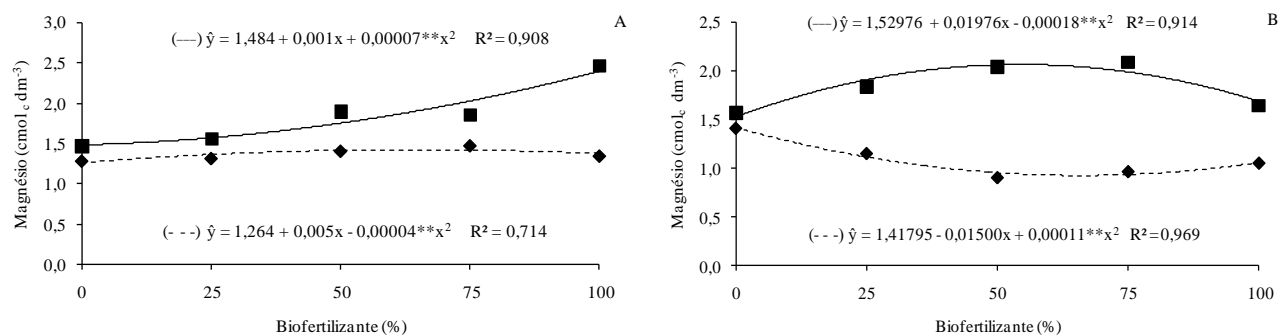 A
(—) ŷ = 1,484 + 0,001x + 0,00007**x² R² = 0,908
3,0
2,5
2,0
1,5
1,0
0,5
0,0
Magnésio (cmol c dm⁻³)
(- - -) ŷ = 1,264 + 0,005x - 0,00004**x² R² = 0,714
0 25 50 75 100
Biofertilizante (%)
B
(—) ŷ = 1,52976 + 0,01976x - 0,00018**x² R² = 0,914
2,5
2,0
1,5
1,0
0,5
0,0
Magnésio (cmolc dm⁻³)
(- - -) ŷ = 1,41795 - 0,01500x + 0,00011**x² R² = 0,969
0 25 50 75 100
Biofertilizante (%)